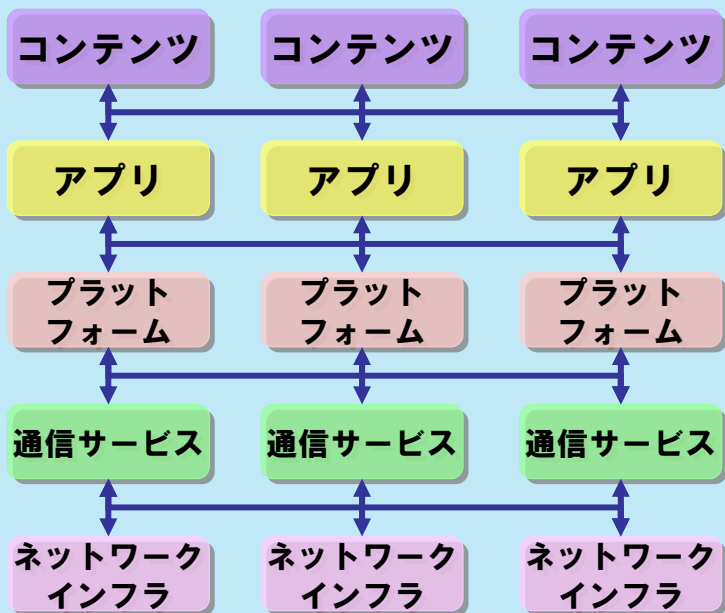 コンテンツ
コンテンツ
コンテンツ
アプリ
アプリ
アプリ
プラット
フォーム
プラット
フォーム
プラット
フォーム
通信サービス
通信サービス
通信サービス
ネットワーク
インフラ
ネットワーク
インフラ
ネットワーク
インフラ